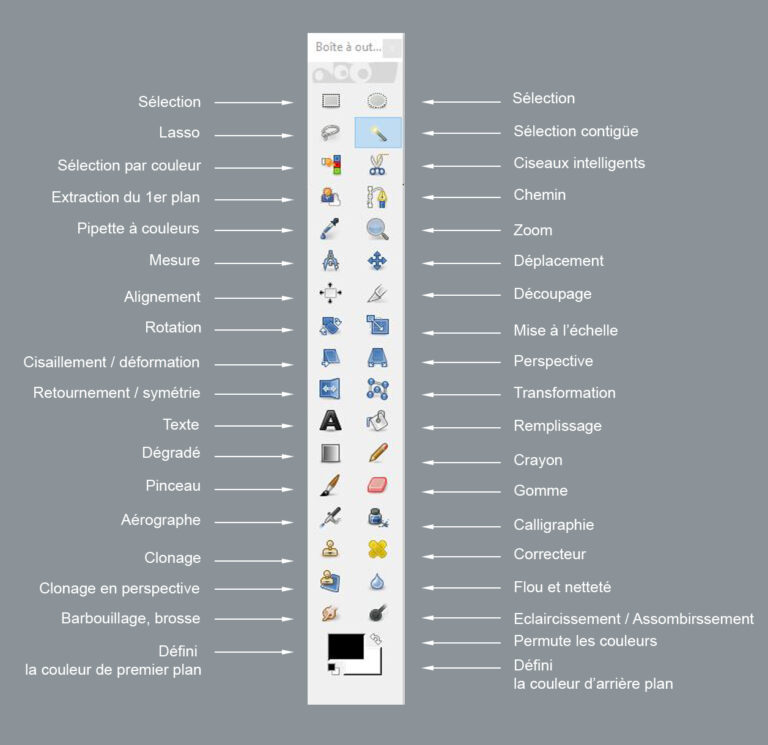 Boîte à out...
Sélection
Sélection
Lasso
Sélection contigüe
Sélection par couleur
Ciseaux intelligents
Extraction du 1er plan
Chemin
Pipette à couleurs
Zoom
Mesure
Déplacement
Alignement
Découpage
Rotation
Mise à l'échelle
Cisaillement / déformation
Perspective
Retournement / symétrie
Transformation
Texte
Remplissage
Dégradé
Crayon
Pinceau
Gomme
Aérographe
Calligraphie
Clonage
Correcteur
Clonage en perspective
Flou et netteté
Barbouillage, brosse
Eclaircissement / Assombirssement
Permute les couleurs
Défini
la couleur de premier plan
Défini
la couleur d'arrière plan